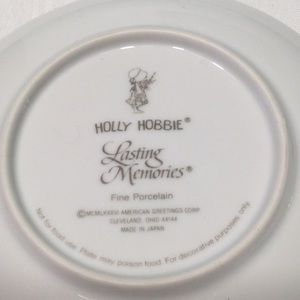 HOLLY HOBBIE®
Lasting
Memories®
Fine Porcelain
©MCMLXXXVI AMERICAN GREETINGS CORP.
CLEVELAND, OHIO 44144
MADE IN JAPAN
Not for food use. Plate may poison food. For decorative purposes only.